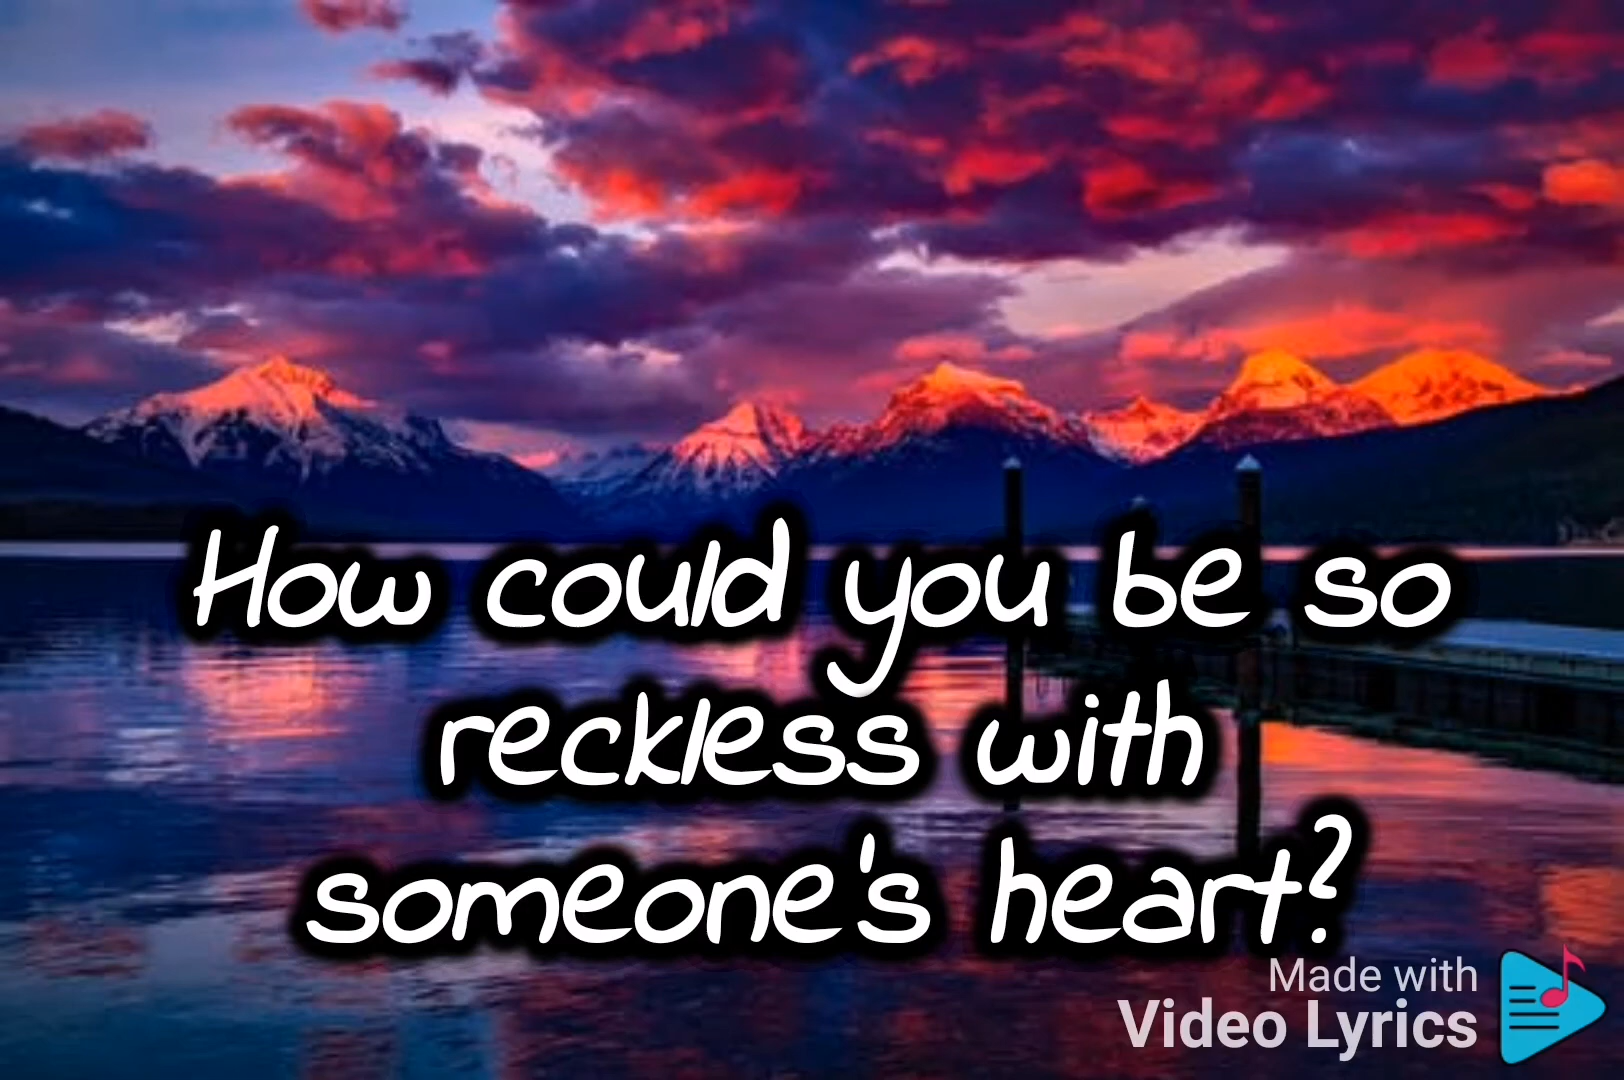 How could you be so
reckless with
someone's heart?
Made with
Video Lyrics